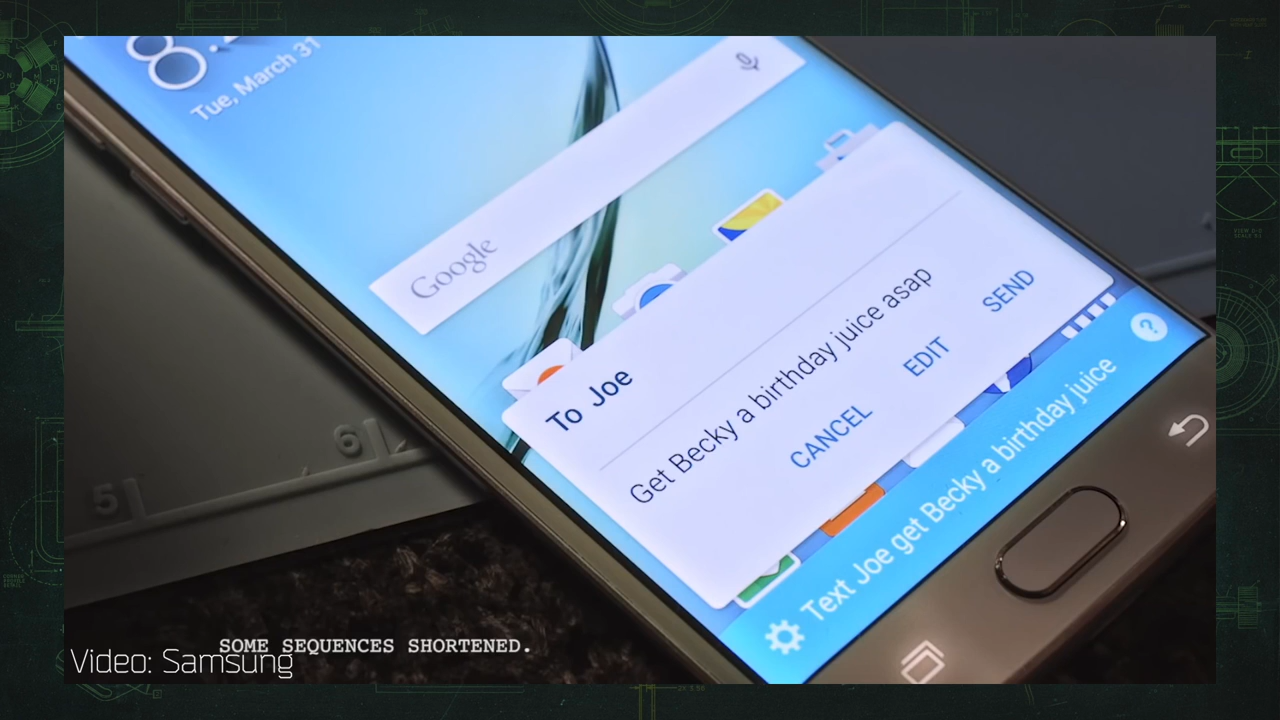 Tue, March 31
Google
To Joe
Get Becky a birthday juice asap
CANCEL
EDIT
SEND
Text Joe get Becky a birthday juice
?
6
5
SOME SEQUENCES SHORTENED.
Video: Samsung